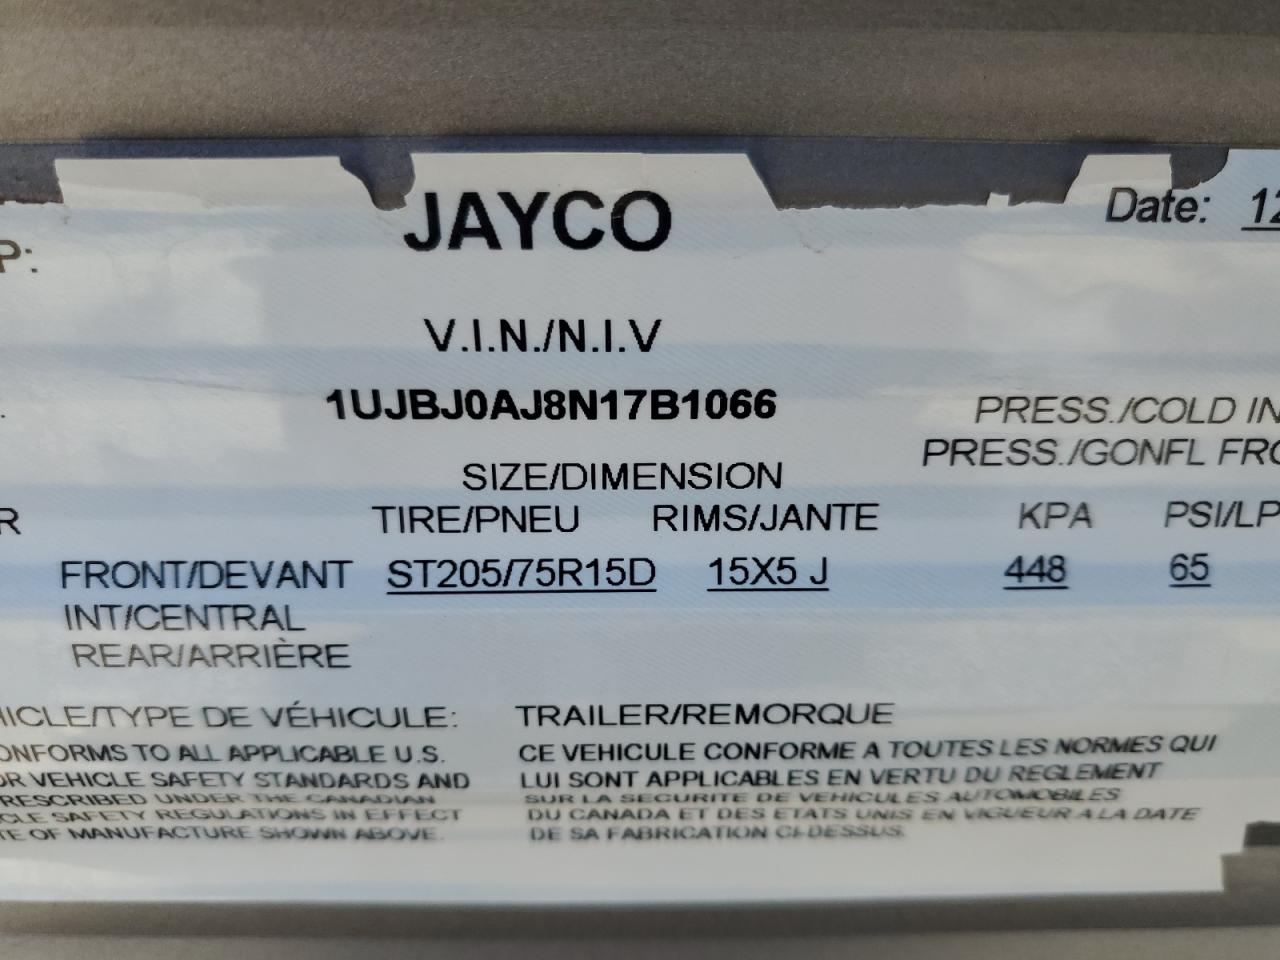 JAYCO
Date: 12
P:
V.I.N./N.I.V
1UJBJ0AJ8N17B1066
PRESS./COLD IN
PRESS./GONFL FRO
SIZE/DIMENSION
R TIRE/PNEU RIMS/JANTE KPA PSI/LP
FRONT/DEVANT ST205/75R15D 15X5 J 448 65
INT/CENTRAL
REAR/ARRIÈRE
HICLE/TYPE DE VÉHICULE: TRAILER/REMORQUE
ONFORMS TO ALL APPLICABLE U.S.
OR VEHICLE SAFETY STANDARDS AND
RESCRIBED UNDER THE CANADIAN
CLE SAFETY REGULATIONS IN EFFECT
TE OF MANUFACTURE SHOWN ABOVE.
CE VEHICULE CONFORME A TOUTES LES NORMES QUI
LUI SONT APPLICABLES EN VERTU DU REGLEMENT
SUR LA SECURITE DE VEHICULES AUTOMOBILES
DU CANADA ET DES ETATS UNIS EN VIGUEUR A LA DATE
DE SA FABRICATION CI-DESSUS.